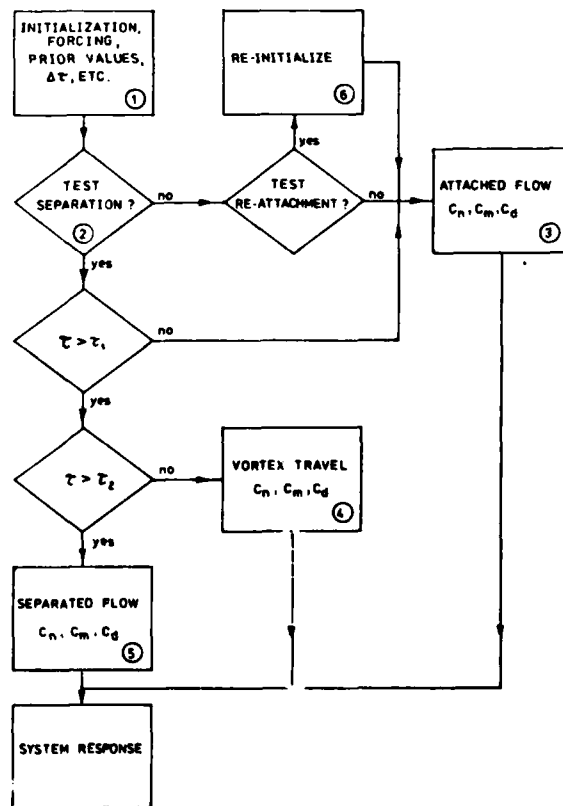 INITIALIZATION,
FORCING,
PRIOR VALUES,
Δτ, ETC.
①
RE-INITIALIZE
⑥
yes
TEST
SEPARATION ?
②
no
TEST
RE-ATTACHMENT ?
no
ATTACHED FLOW
Cn, Cm, Cd
③
yes
τ > τ1
no
yes
τ > τ2
no
VORTEX TRAVEL
Cn, Cm, Cd
④
yes
SEPARATED FLOW
Cn, Cm, Cd
⑤
SYSTEM RESPONSE